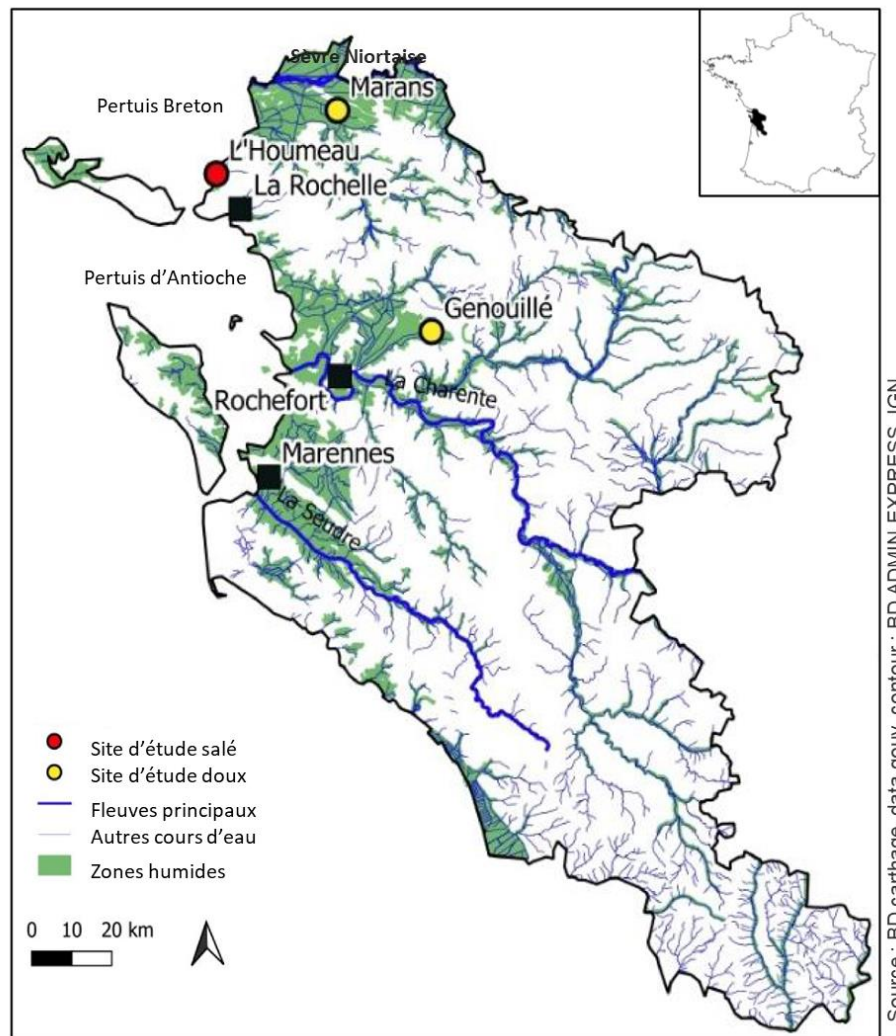 Sèvre Niortaise
Marans
Pertuis Breton
L'Houmeau
La Rochelle
Pertuis d'Antioche
Genouillé
La Charente
Rochefort
Marennes
La Seudre
Site d'étude salé
Site d'étude doux
Fleuves principaux
Autres cours d'eau
Zones humides
0 10 20 km
Source : BD carthage, data.gouv, contour : BD ADMIN EXPRESS, IGN